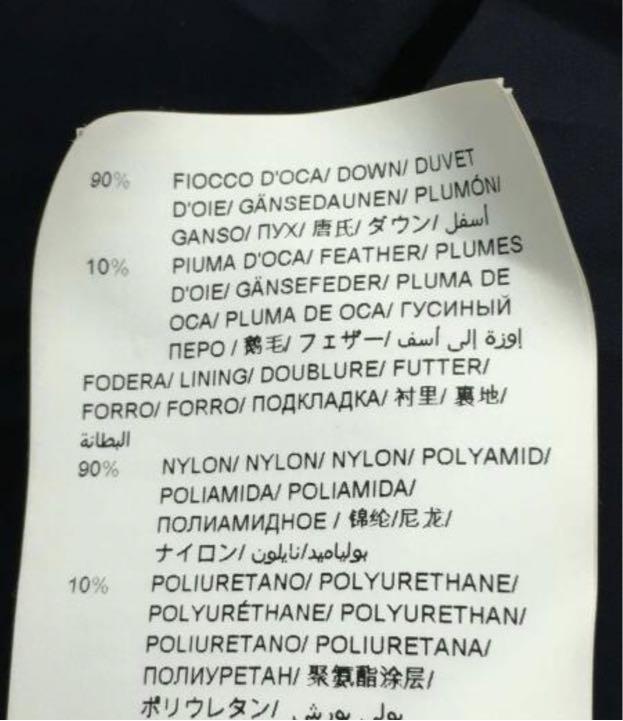 90% FIOCCO D'OCA/ DOWN/ DUVET
D'OIE/ GÄNSEDAUNEN/ PLUMÓN/
GANSO/ ПУХ/ 唐氏/ ダウン/ أسفل
10% PIUMA D'OCA/ FEATHER/ PLUMES
D'OIE/ GÄNSEFEDER/ PLUMA DE
OCA/ PLUMA DE OCA/ ГУСИНЫЙ
ПЕРО / 鹅毛/ フェザー/ إوزة إلى أسف
FODERA/ LINING/ DOUBLURE/ FUTTER/
FORRO/ FORRO/ ПОДКЛАДКА/ 衬里/ 裏地/
البطانة
90% NYLON/ NYLON/ NYLON/ POLYAMID/
POLIAMIDA/ POLIAMIDA/
ПОЛИАМИДНОЕ / 锦纶/尼龙/
ナイロン/ بولياميد/نايلون
10% POLIURETANO/ POLYURETHANE/
POLYURÉTHANE/ POLYURETHAN/
POLIURETANO/ POLIURETANA/
ПОЛИУРЕТАН/ 聚氨酯涂层/
ポリウレタン/